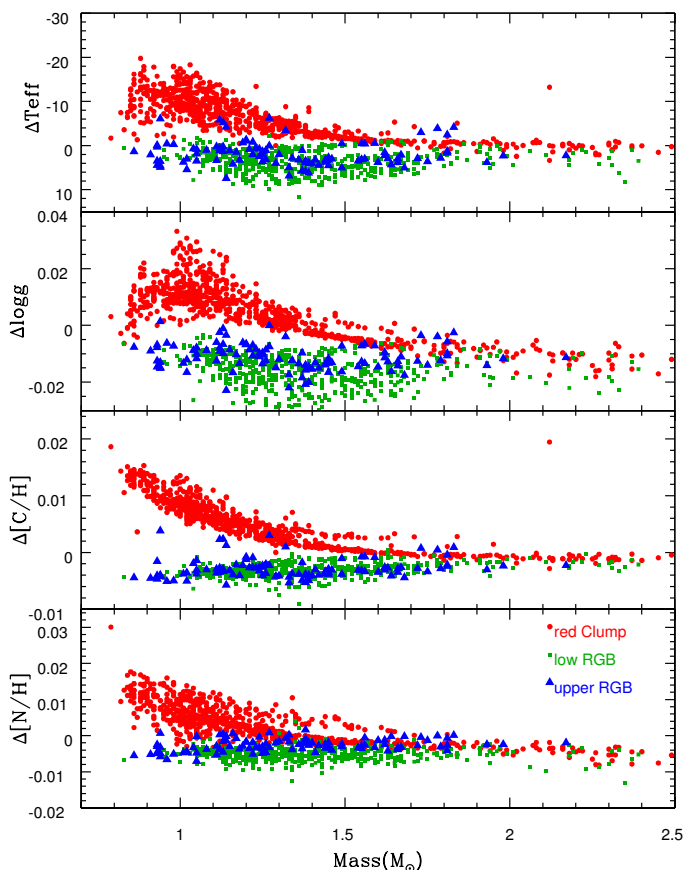 -30
-20
-10
0
10
ΔTeff
0.04
0.02
0
-0.02
Δlogg
0.02
0.01
0
-0.01
Δ[C/H]
0.03
0.02
0.01
0
-0.01
-0.02
Δ[N/H]
red Clump
low RGB
upper RGB
1
1.5
2
2.5
Mass(M⊙)